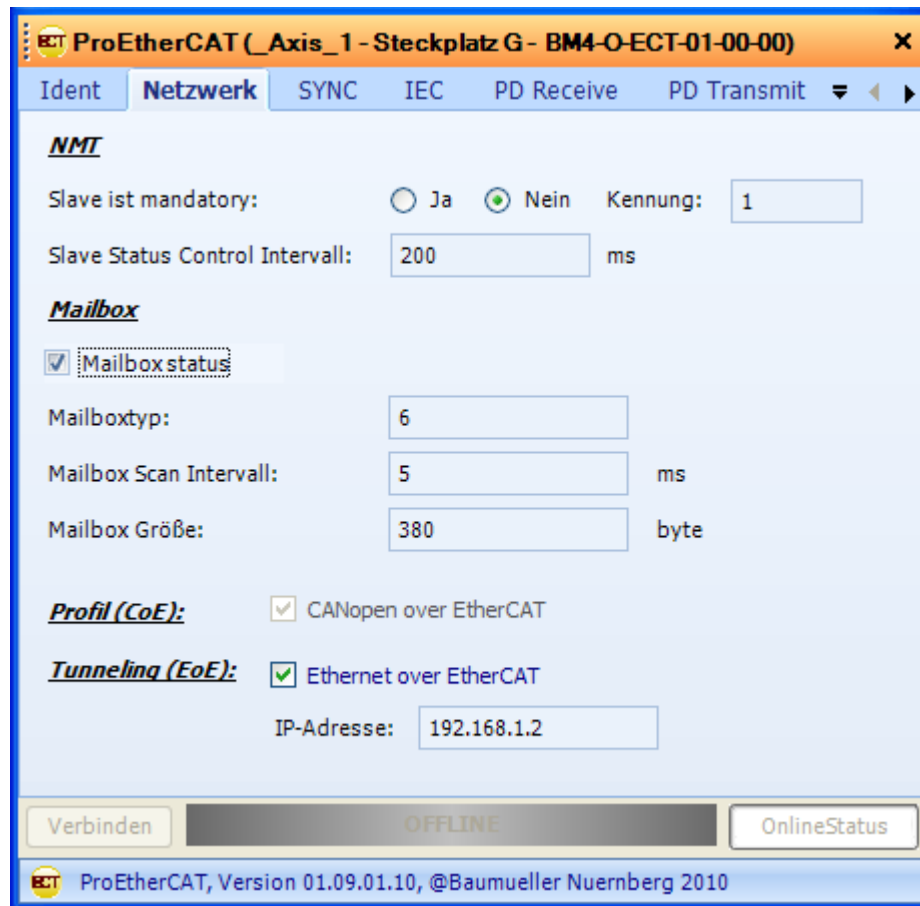 ECT ProEtherCAT (_Axis_1 - Steckplatz G - BM4-O-ECT-01-00-00)
Ident Netzwerk SYNC IEC PD Receive PD Transmit
NMT
Slave ist mandatory: Ja Nein Kennung: 1
Slave Status Control Intervall: 200 ms
Mailbox
Mailbox status
Mailboxtyp: 6
Mailbox Scan Intervall: 5 ms
Mailbox Größe: 380 byte
Profil (CoE): CANopen over EtherCAT
Tunneling (EoE): Ethernet over EtherCAT
IP-Adresse: 192.168.1.2
Verbinden OFFLINE OnlineStatus
ECT ProEtherCAT, Version 01.09.01.10, @Baumueller Nuernberg 2010